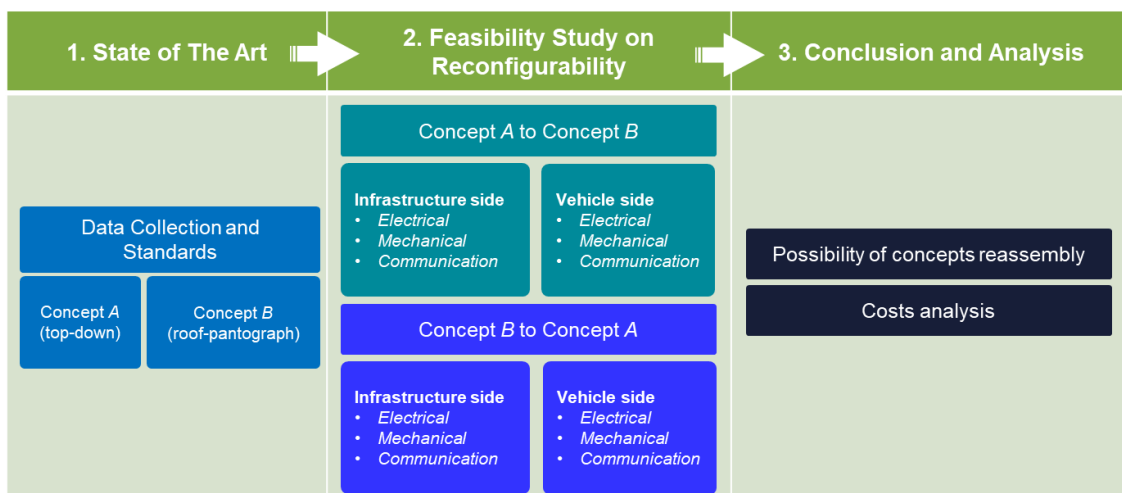 1. State of The Art
2. Feasibility Study on
Reconfigurability
3. Conclusion and Analysis
Data Collection and
Standards
Concept A
(top-down)
Concept B
(roof-pantograph)
Concept A to Concept B
Infrastructure side
• Electrical
• Mechanical
• Communication
Vehicle side
• Electrical
• Mechanical
• Communication
Concept B to Concept A
Infrastructure side
• Electrical
• Mechanical
• Communication
Vehicle side
• Electrical
• Mechanical
• Communication
Possibility of concepts reassembly
Costs analysis